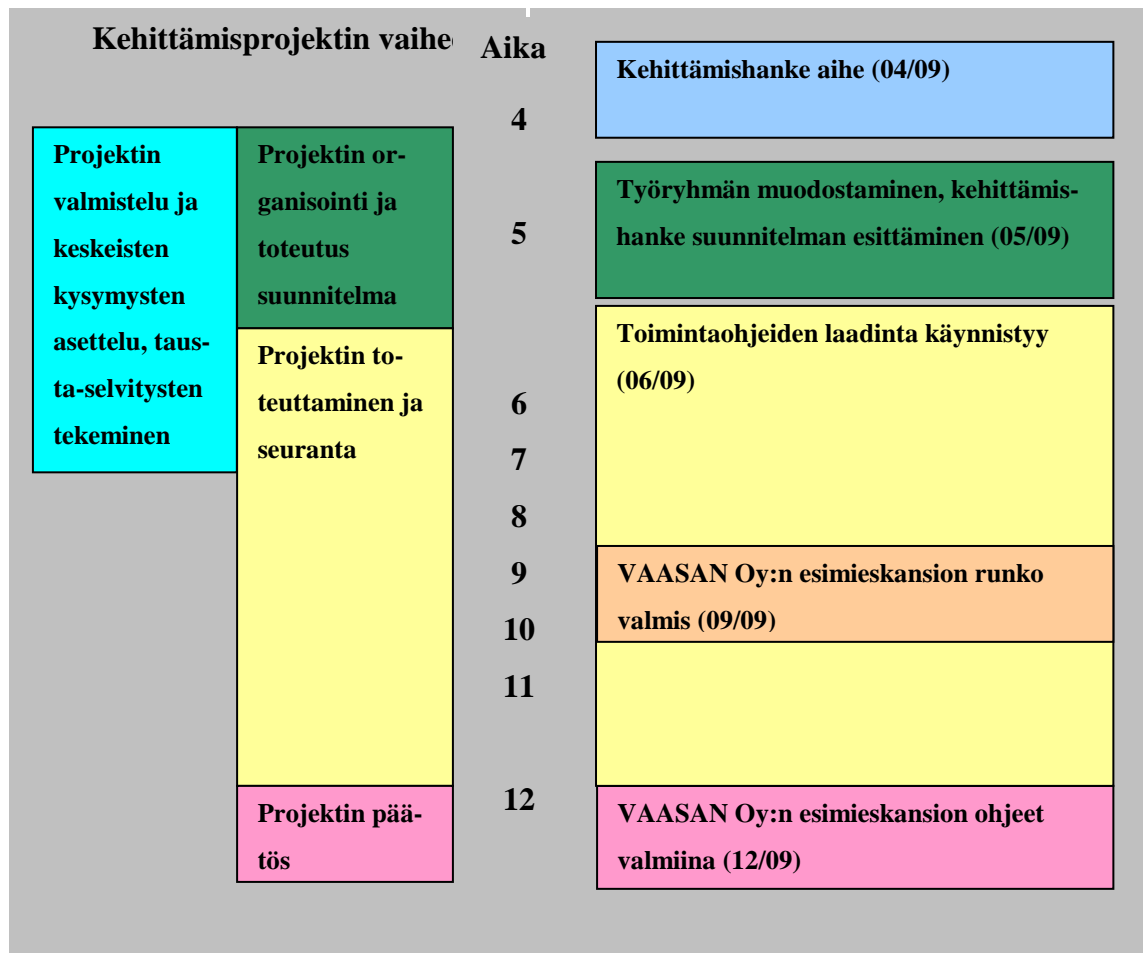 Kehittämisprojektin vaihe
Aika
Projektin
valmistelu ja
keskeisten
kysymysten
asettelu, taus-
ta-selvitysten
tekeminen
Projektin or-
ganisointi ja
toteutus
suunnitelma
Projektin to-
teuttaminen ja
seuranta
Projektin pää-
tös
4
5
6
7
8
9
10
11
12
Kehittämishanke aihe (04/09)
Työryhmän muodostaminen, kehittämis-
hanke suunnitelman esittäminen (05/09)
Toimintaohjeiden laadinta käynnistyy
(06/09)
VAASAN Oy:n esimieskansion runko
valmis (09/09)
VAASAN Oy:n esimieskansion ohjeet
valmiina (12/09)